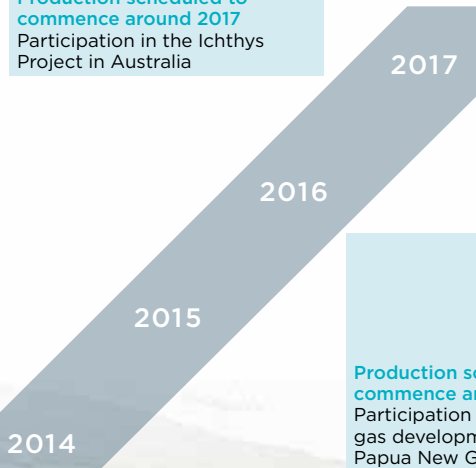 Production scheduled to
commence around 2017
Participation in the Ichthys
Project in Australia
2017
2016
2015
2014
Production
commence
Participation
gas
Papua New